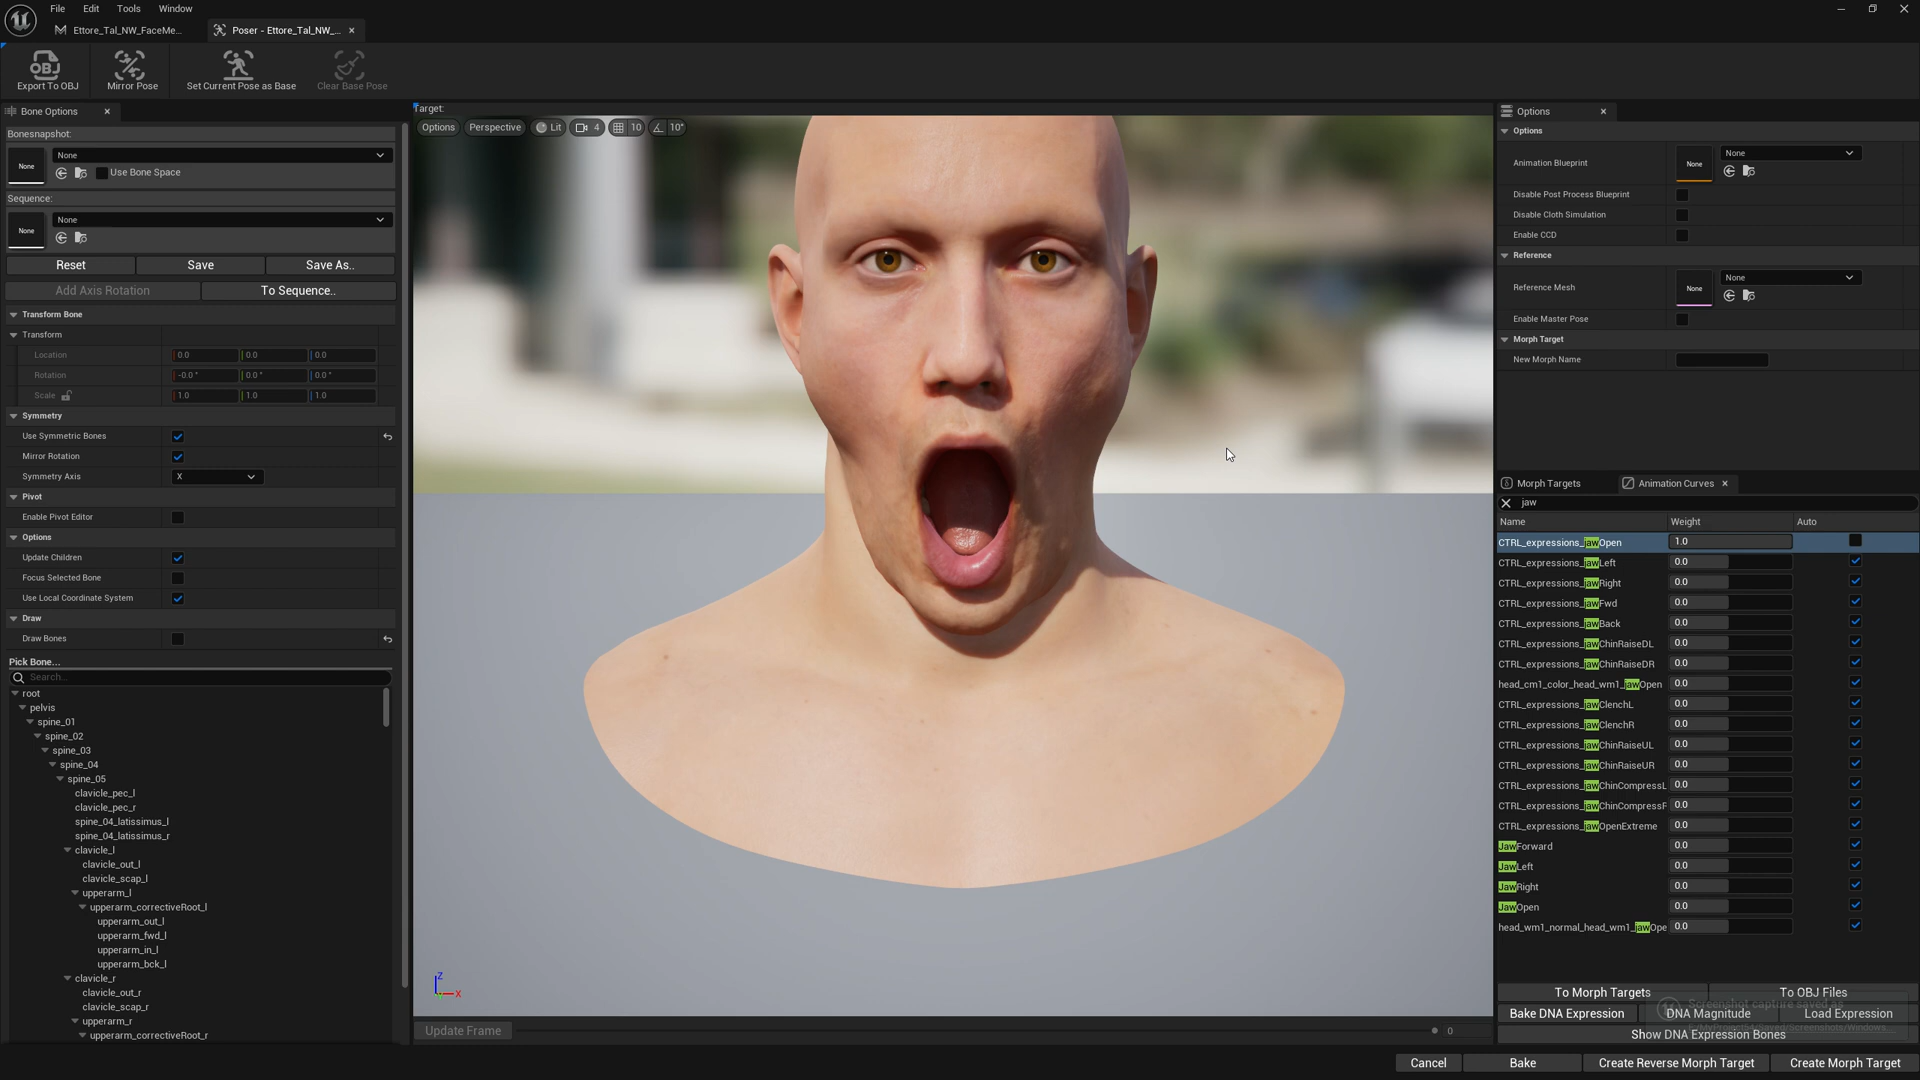 File Edit Tools Window
Ettore_Tal_NW_FaceMe...
Poser - Ettore_Tal_NW_...
Export To OBJ
Mirror Pose
Set Current Pose as Base
Clear Base Pose
Bone Options
Bonesnapshot:
None
None
Use Bone Space
Sequence:
None
None
Reset Save Save As..
Add Axis Rotation To Sequence..
Transform Bone
Transform
Location 0.0 0.0 0.0
Rotation -0.0 ° 0.0 ° 0.0 °
Scale 1.0 1.0 1.0
Symmetry
Use Symmetric Bones
Mirror Rotation
Symmetry Axis X
Pivot
Enable Pivot Editor
Options
Update Children
Focus Selected Bone
Use Local Coordinate System
Draw
Draw Bones
Pick Bone...
Search...
root
pelvis
spine_01
spine_02
spine_03
spine_04
spine_05
clavicle_pec_l
clavicle_pec_r
spine_04_latissimus_l
spine_04_latissimus_r
clavicle_l
clavicle_out_l
clavicle_scap_l
upperarm_l
upperarm_correctiveRoot_l
upperarm_out_l
upperarm_fwd_l
upperarm_in_l
upperarm_bck_l
clavicle_r
clavicle_out_r
clavicle_scap_r
upperarm_r
upperarm_correctiveRoot_r
Target:
Options Perspective Lit 4 10 10°
Z
X
Update Frame 0
Options
Options
Animation Blueprint None None
Disable Post Process Blueprint
Disable Cloth Simulation
Enable CCD
Reference
Reference Mesh None None
Enable Master Pose
Morph Target
New Morph Name
Morph Targets Animation Curves
jaw
Name Weight Auto
CTRL_expressions_jawOpen 1.0
CTRL_expressions_jawLeft 0.0
CTRL_expressions_jawRight 0.0
CTRL_expressions_jawFwd 0.0
CTRL_expressions_jawBack 0.0
CTRL_expressions_jawChinRaiseDL 0.0
CTRL_expressions_jawChinRaiseDR 0.0
head_cm1_color_head_wm1_jawOpen 0.0
CTRL_expressions_jawClenchL 0.0
CTRL_expressions_jawClenchR 0.0
CTRL_expressions_jawChinRaiseUL 0.0
CTRL_expressions_jawChinRaiseUR 0.0
CTRL_expressions_jawChinCompressL 0.0
CTRL_expressions_jawChinCompressR 0.0
CTRL_expressions_jawOpenExtreme 0.0
JawForward 0.0
JawLeft 0.0
JawRight 0.0
JawOpen 0.0
head_wm1_normal_head_wm1_jawOpe 0.0
To Morph Targets To OBJ Files
Screenshot capture saved as
Bake DNA Expression DNA Magnitude Load Expression
Show DNA Expression Bones
Cancel Bake Create Reverse Morph Target Create Morph Target